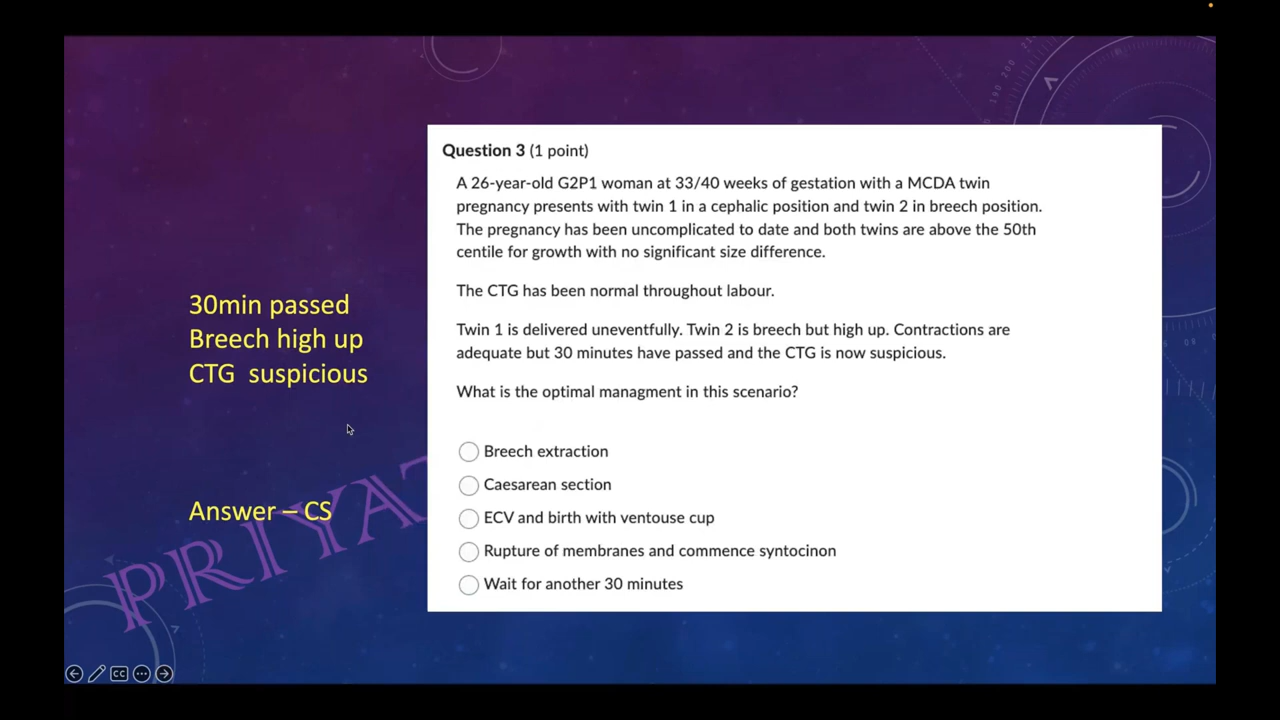 Question 3 (1 point)
A 26-year-old G2P1 woman at 33/40 weeks of gestation with a MCDA twin
pregnancy presents with twin 1 in a cephalic position and twin 2 in breech position.
The pregnancy has been uncomplicated to date and both twins are above the 50th
centile for growth with no significant size difference.
The CTG has been normal throughout labour.
Twin 1 is delivered uneventfully. Twin 2 is breech but high up. Contractions are
adequate but 30 minutes have passed and the CTG is now suspicious.
What is the optimal managment in this scenario?
Breech extraction
Caesarean section
ECV and birth with ventouse cup
Rupture of membranes and commence syntocinon
Wait for another 30 minutes
30min passed
Breech high up
CTG suspicious
Answer – CS
CC